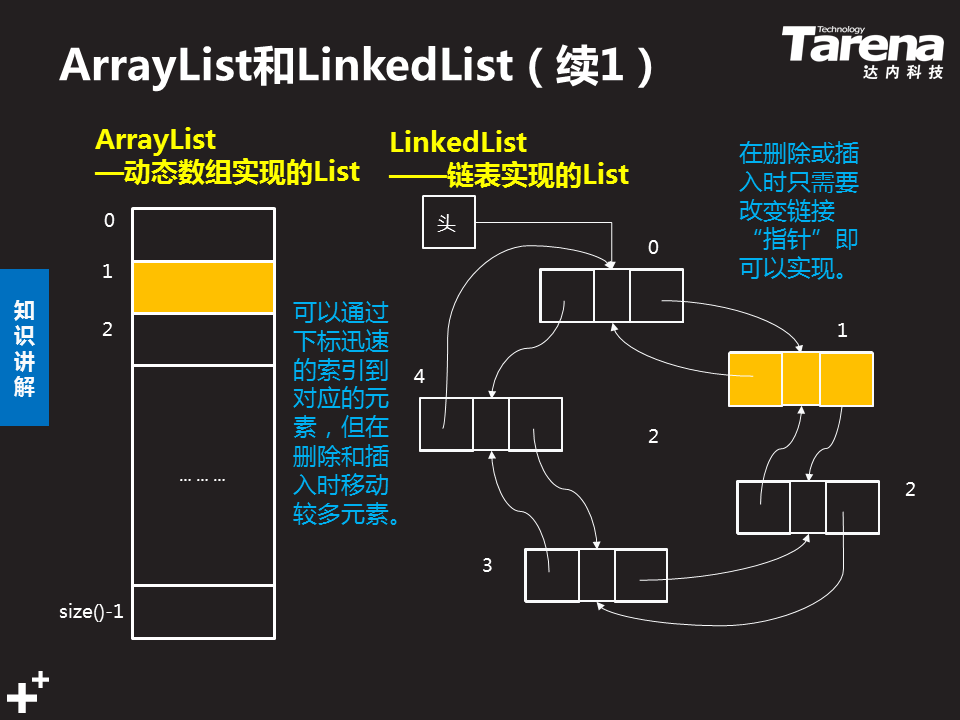 ArrayList和LinkedList（续1）
Technology
Tarena
达内科技
ArrayList
—动态数组实现的List
LinkedList
——链表实现的List
在删除或插
入时只需要
改变链接
“指针”即
可以实现。
知
识
讲
解
0
1
2
... ... ...
size()-1
可以通过
下标迅速
的索引到
对应的元
素，但在
删除和插
入时移动
较多元素。
头
0
1
4
2
2
3